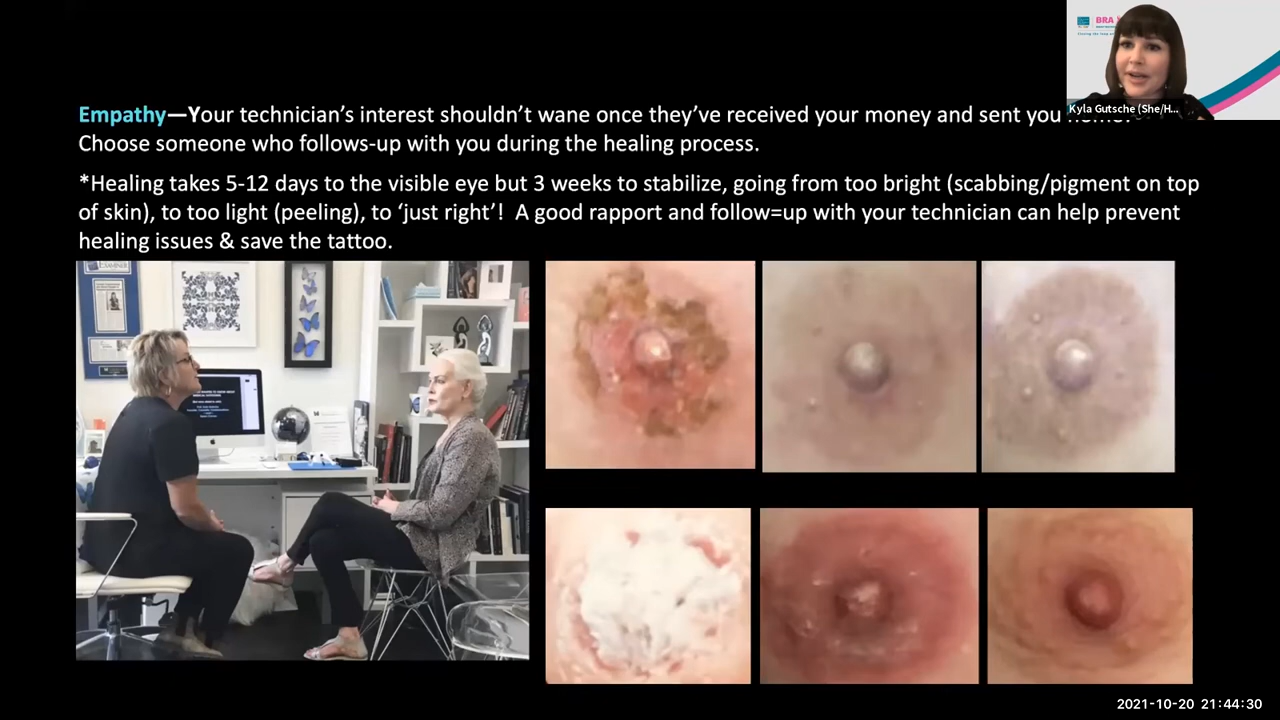 BRA
Kyla Gutsche (She/H...
Empathy—Your technician’s interest shouldn’t wane once they’ve received your money and sent you
Choose someone who follows-up with you during the healing process.
*Healing takes 5-12 days to the visible eye but 3 weeks to stabilize, going from too bright (scabbing/pigment on top
of skin), to too light (peeling), to ‘just right’!  A good rapport and follow=up with your technician can help prevent
healing issues & save the tattoo.
2021-10-20 21:44:30